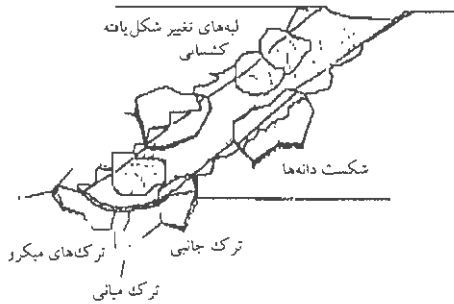 لبه‌های تغییر شکل یافته
کشسانی
شکست دانه‌ها
ترک جانبی
ترک‌های میکرو
ترک میانی